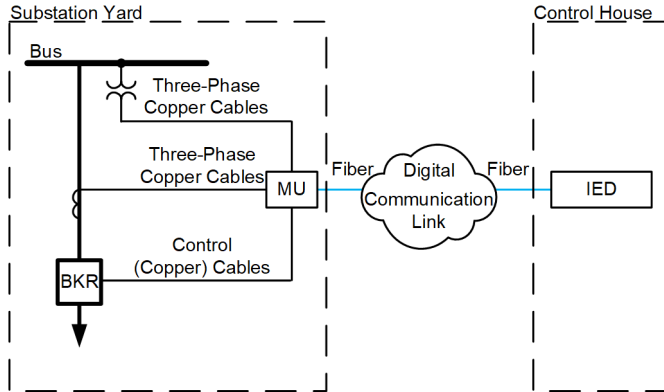 Substation Yard
Control House
Bus
Three-Phase
Copper Cables
Three-Phase
Copper Cables
MU
Fiber
Digital
Communication
Link
Fiber
IED
Control
(Copper) Cables
BKR